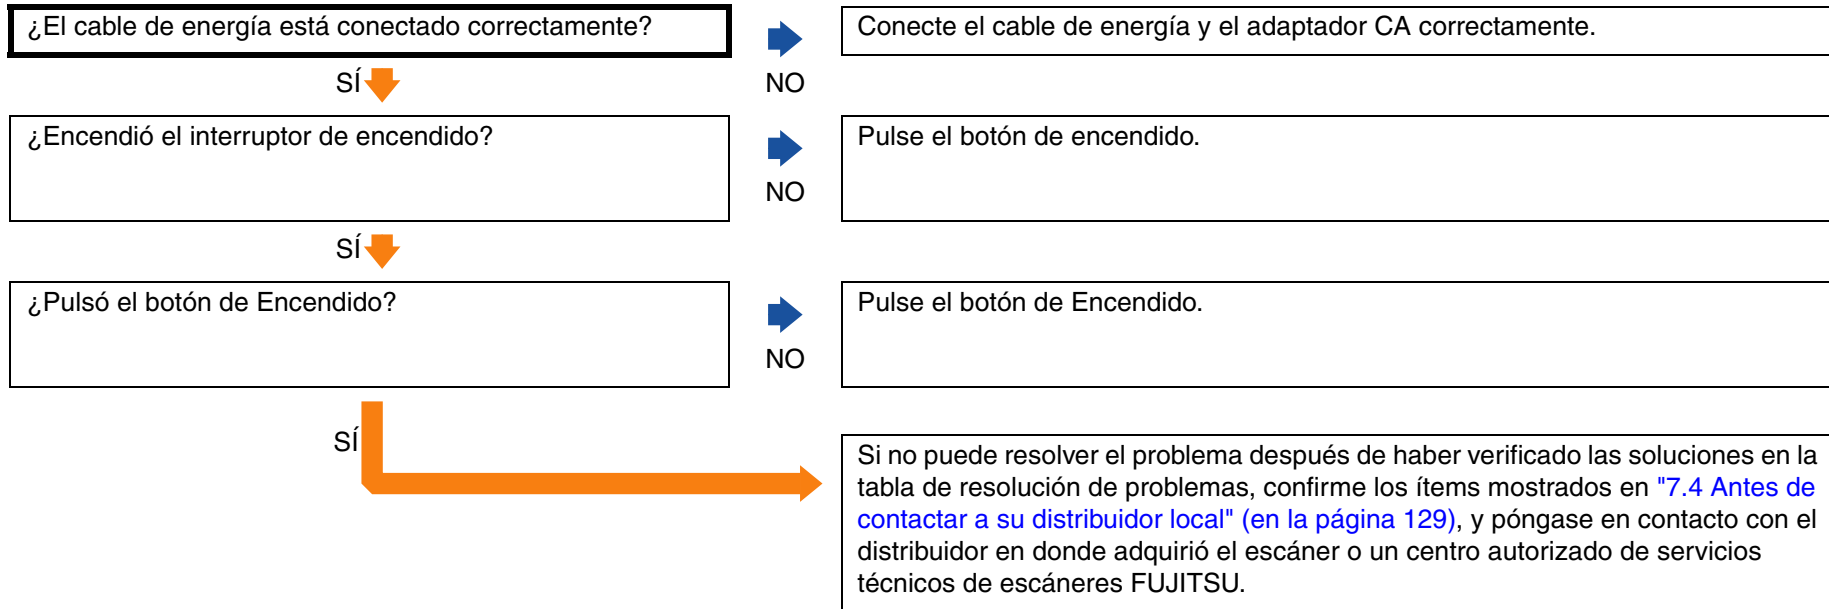 ¿El cable de energía está conectado correctamente?
Conecte el cable de energía y el adaptador CA correctamente.
SÍ
NO
¿Encendió el interruptor de encendido?
Pulse el botón de encendido.
NO
SÍ
¿Pulsó el botón de Encendido?
Pulse el botón de Encendido.
NO
SÍ
Si no puede resolver el problema después de haber verificado las soluciones en la
tabla de resolución de problemas, confirme los ítems mostrados en "7.4 Antes de
contactar a su distribuidor local" (en la página 129), y póngase en contacto con el
distribuidor en donde adquirió el escáner o un centro autorizado de servicios
técnicos de escáneres FUJITSU.